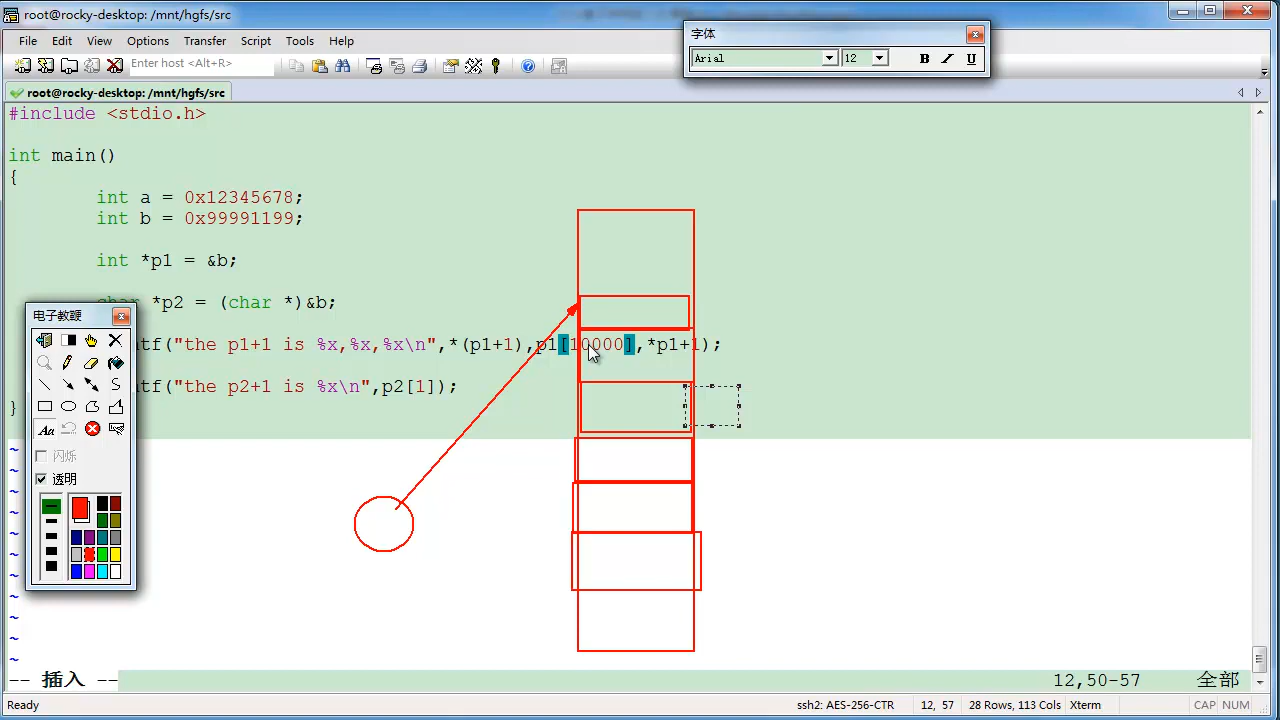 root@rocky-desktop: /mnt/hgfs/src
File Edit View Options Transfer Script Tools Help
Enter host <Alt+R>
root@rocky-desktop: /mnt/hgfs/src
字体
Arial 12 B I U
#include <stdio.h>
int main()
{
int a = 0x12345678;
int b = 0x99991199;
int *p1 = &b;
char *p2 = (char *)&b;
tf("the p1+1 is %x,%x,%x\n",*(p1+1),p1[10000],*p1+1);
tf("the p2+1 is %x\n",p2[1]);
}
电子教鞭
Aa
闪烁
透明
~
~
~
~
~
~
~
~
~
~
~
-- 插入 --
12,50-57 全部
Ready ssh2: AES-256-CTR 12, 57 28 Rows, 113 Cols Xterm CAP NUM